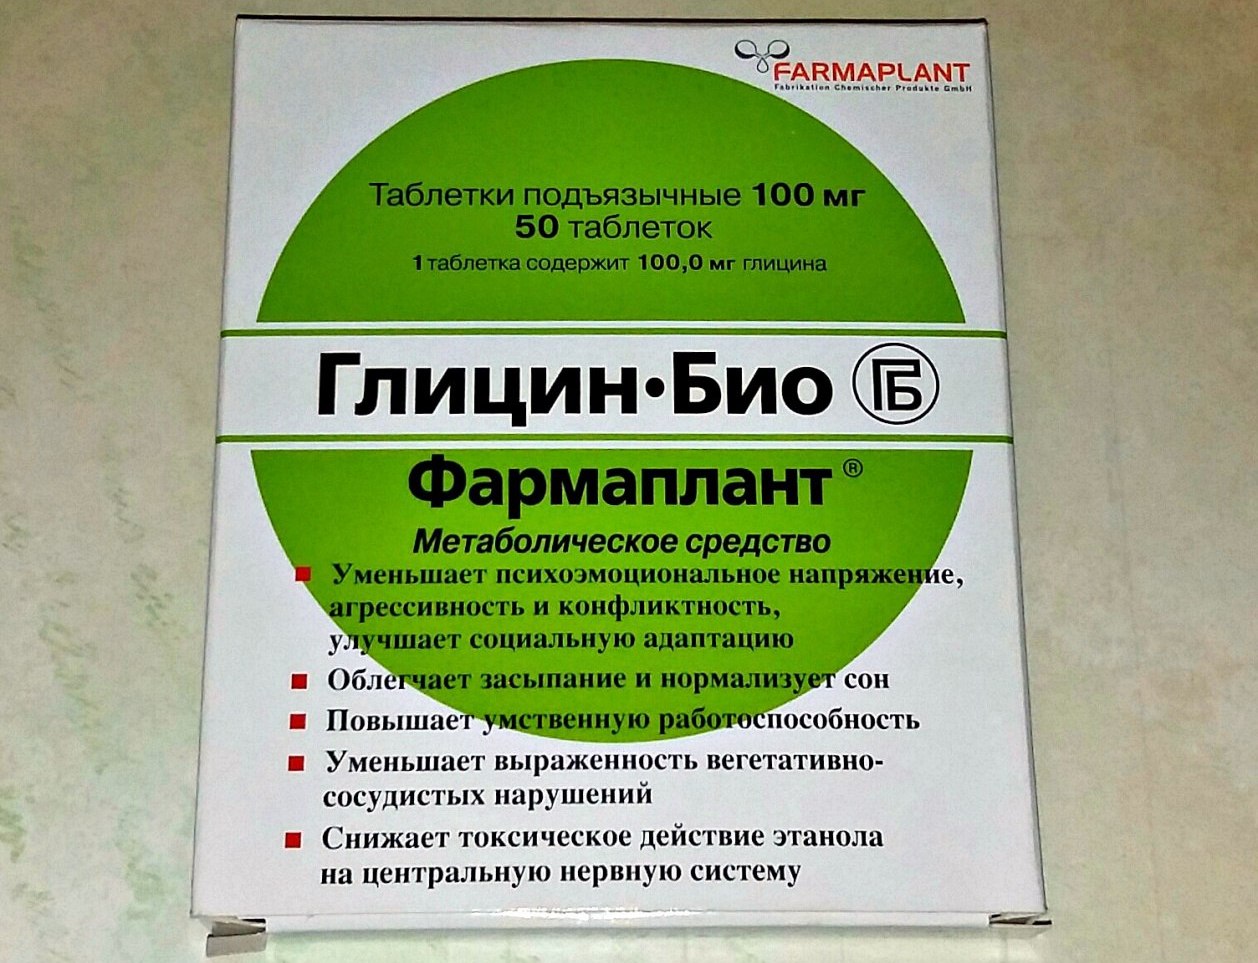 FARMAPLANT
Fabrikation Chemischer Produkte GmbH
Таблетки подъязычные 100 мг
50 таблеток
1 таблетка содержит 100,0 мг глицина
Глицин•Био ГБ
Фармаплант®
Метаболическое средство
Уменьшает психоэмоциональное напряжение,
агрессивность и конфликтность,
улучшает социальную адаптацию
Облегчает засыпание и нормализует сон
Повышает умственную работоспособность
Уменьшает выраженность вегетативно-
сосудистых нарушений
Снижает токсическое действие этанола
на центральную нервную систему